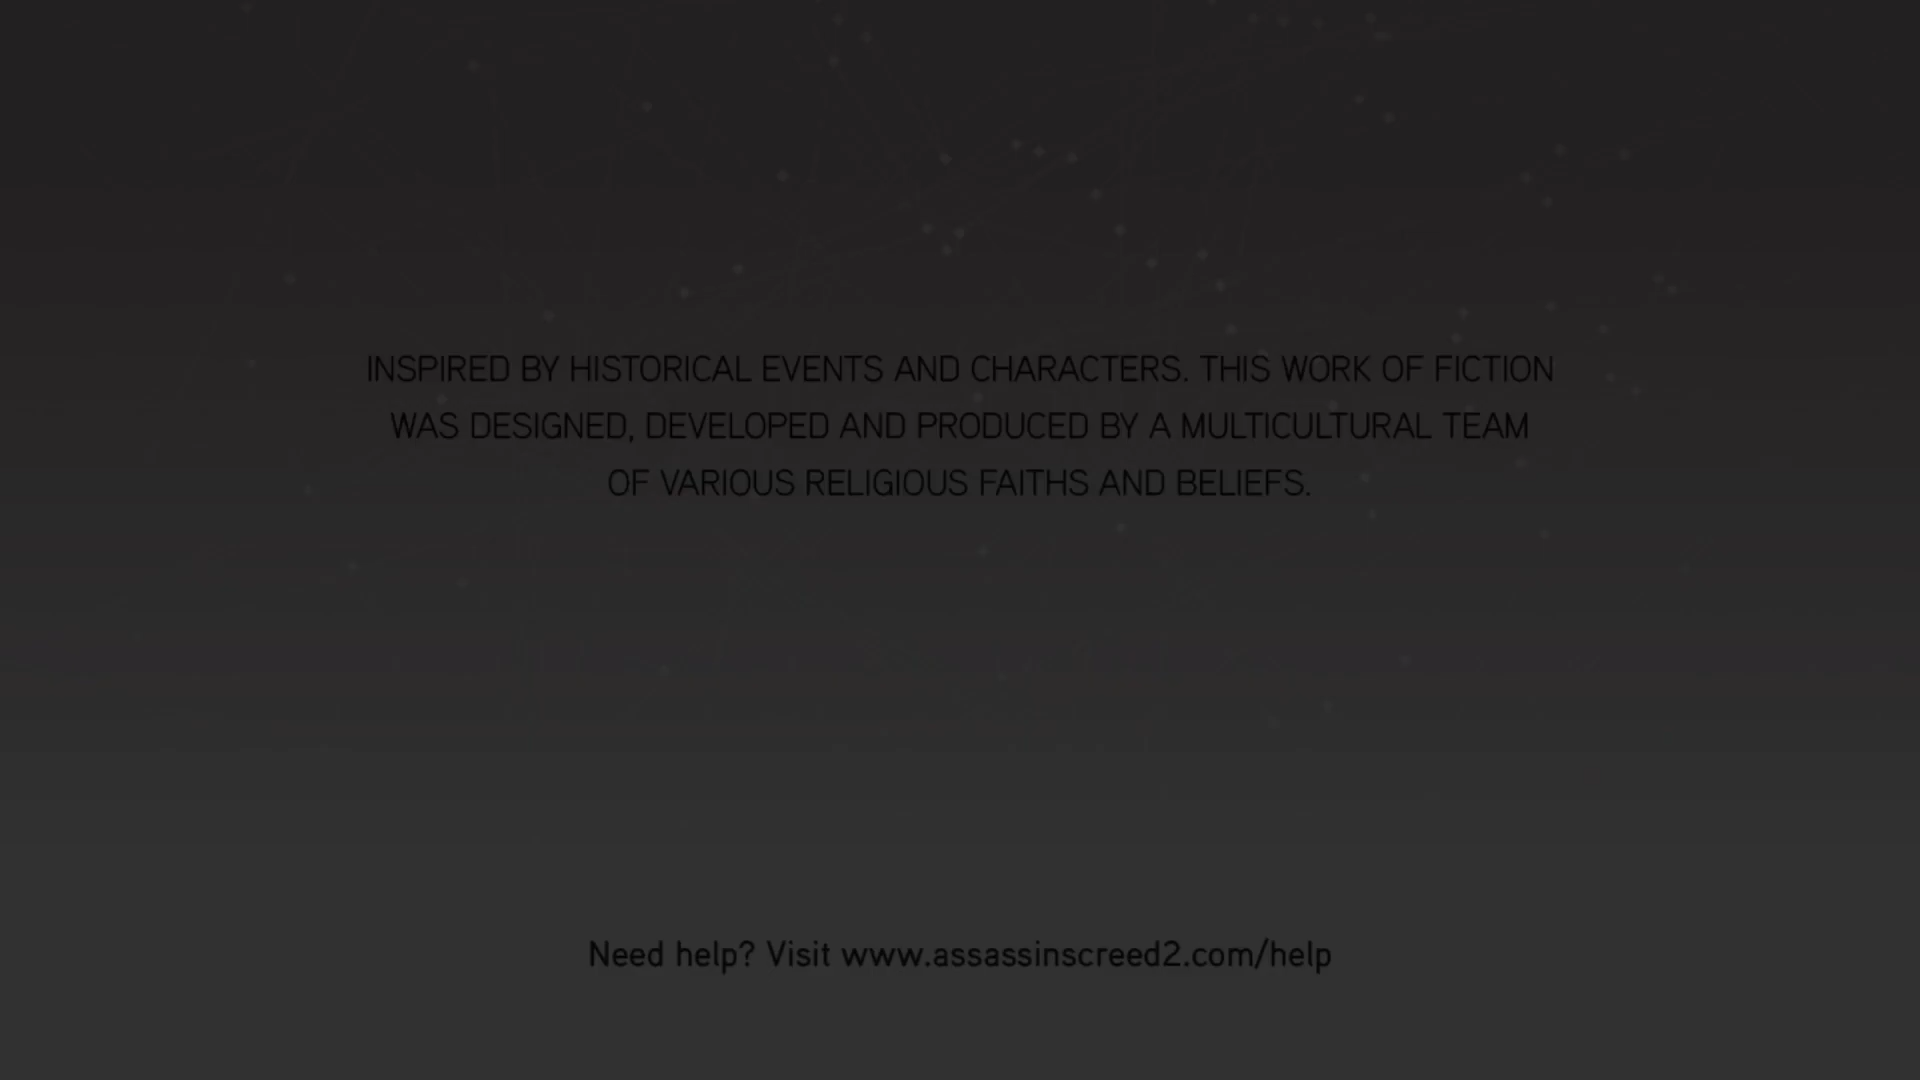 INSPIRED BY HISTORICAL EVENTS AND CHARACTERS. THIS WORK OF FICTION
WAS DESIGNED, DEVELOPED AND PRODUCED BY A MULTICULTURAL TEAM
OF VARIOUS RELIGIOUS FAITHS AND BELIEFS.
Need help? Visit www.assassinscreed2.com/help